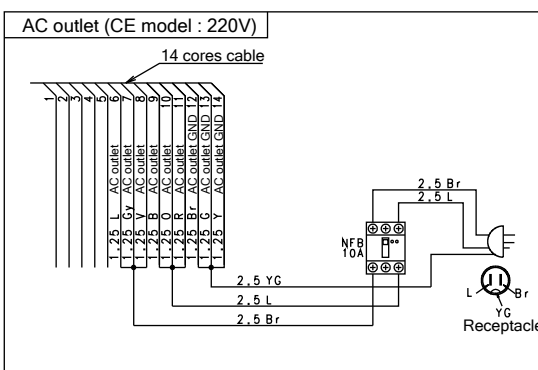 AC outlet (CE model : 220V)
14 cores cable
1
2
3
4
5
6
7
8
9
10
11
12
13
14
1.25 L AC outlet
1.25 Gy AC outlet
1.25 V AC outlet
1.25 B AC outlet
1.25 O AC outlet
1.25 R AC outlet
1.25 Br AC outlet GND
1.25 G AC outlet GND
1.25 Y AC outlet GND
2.5 Br
2.5 L
NFB
10A
2.5 YG
2.5 L
2.5 Br
L
Br
YG
Receptacle